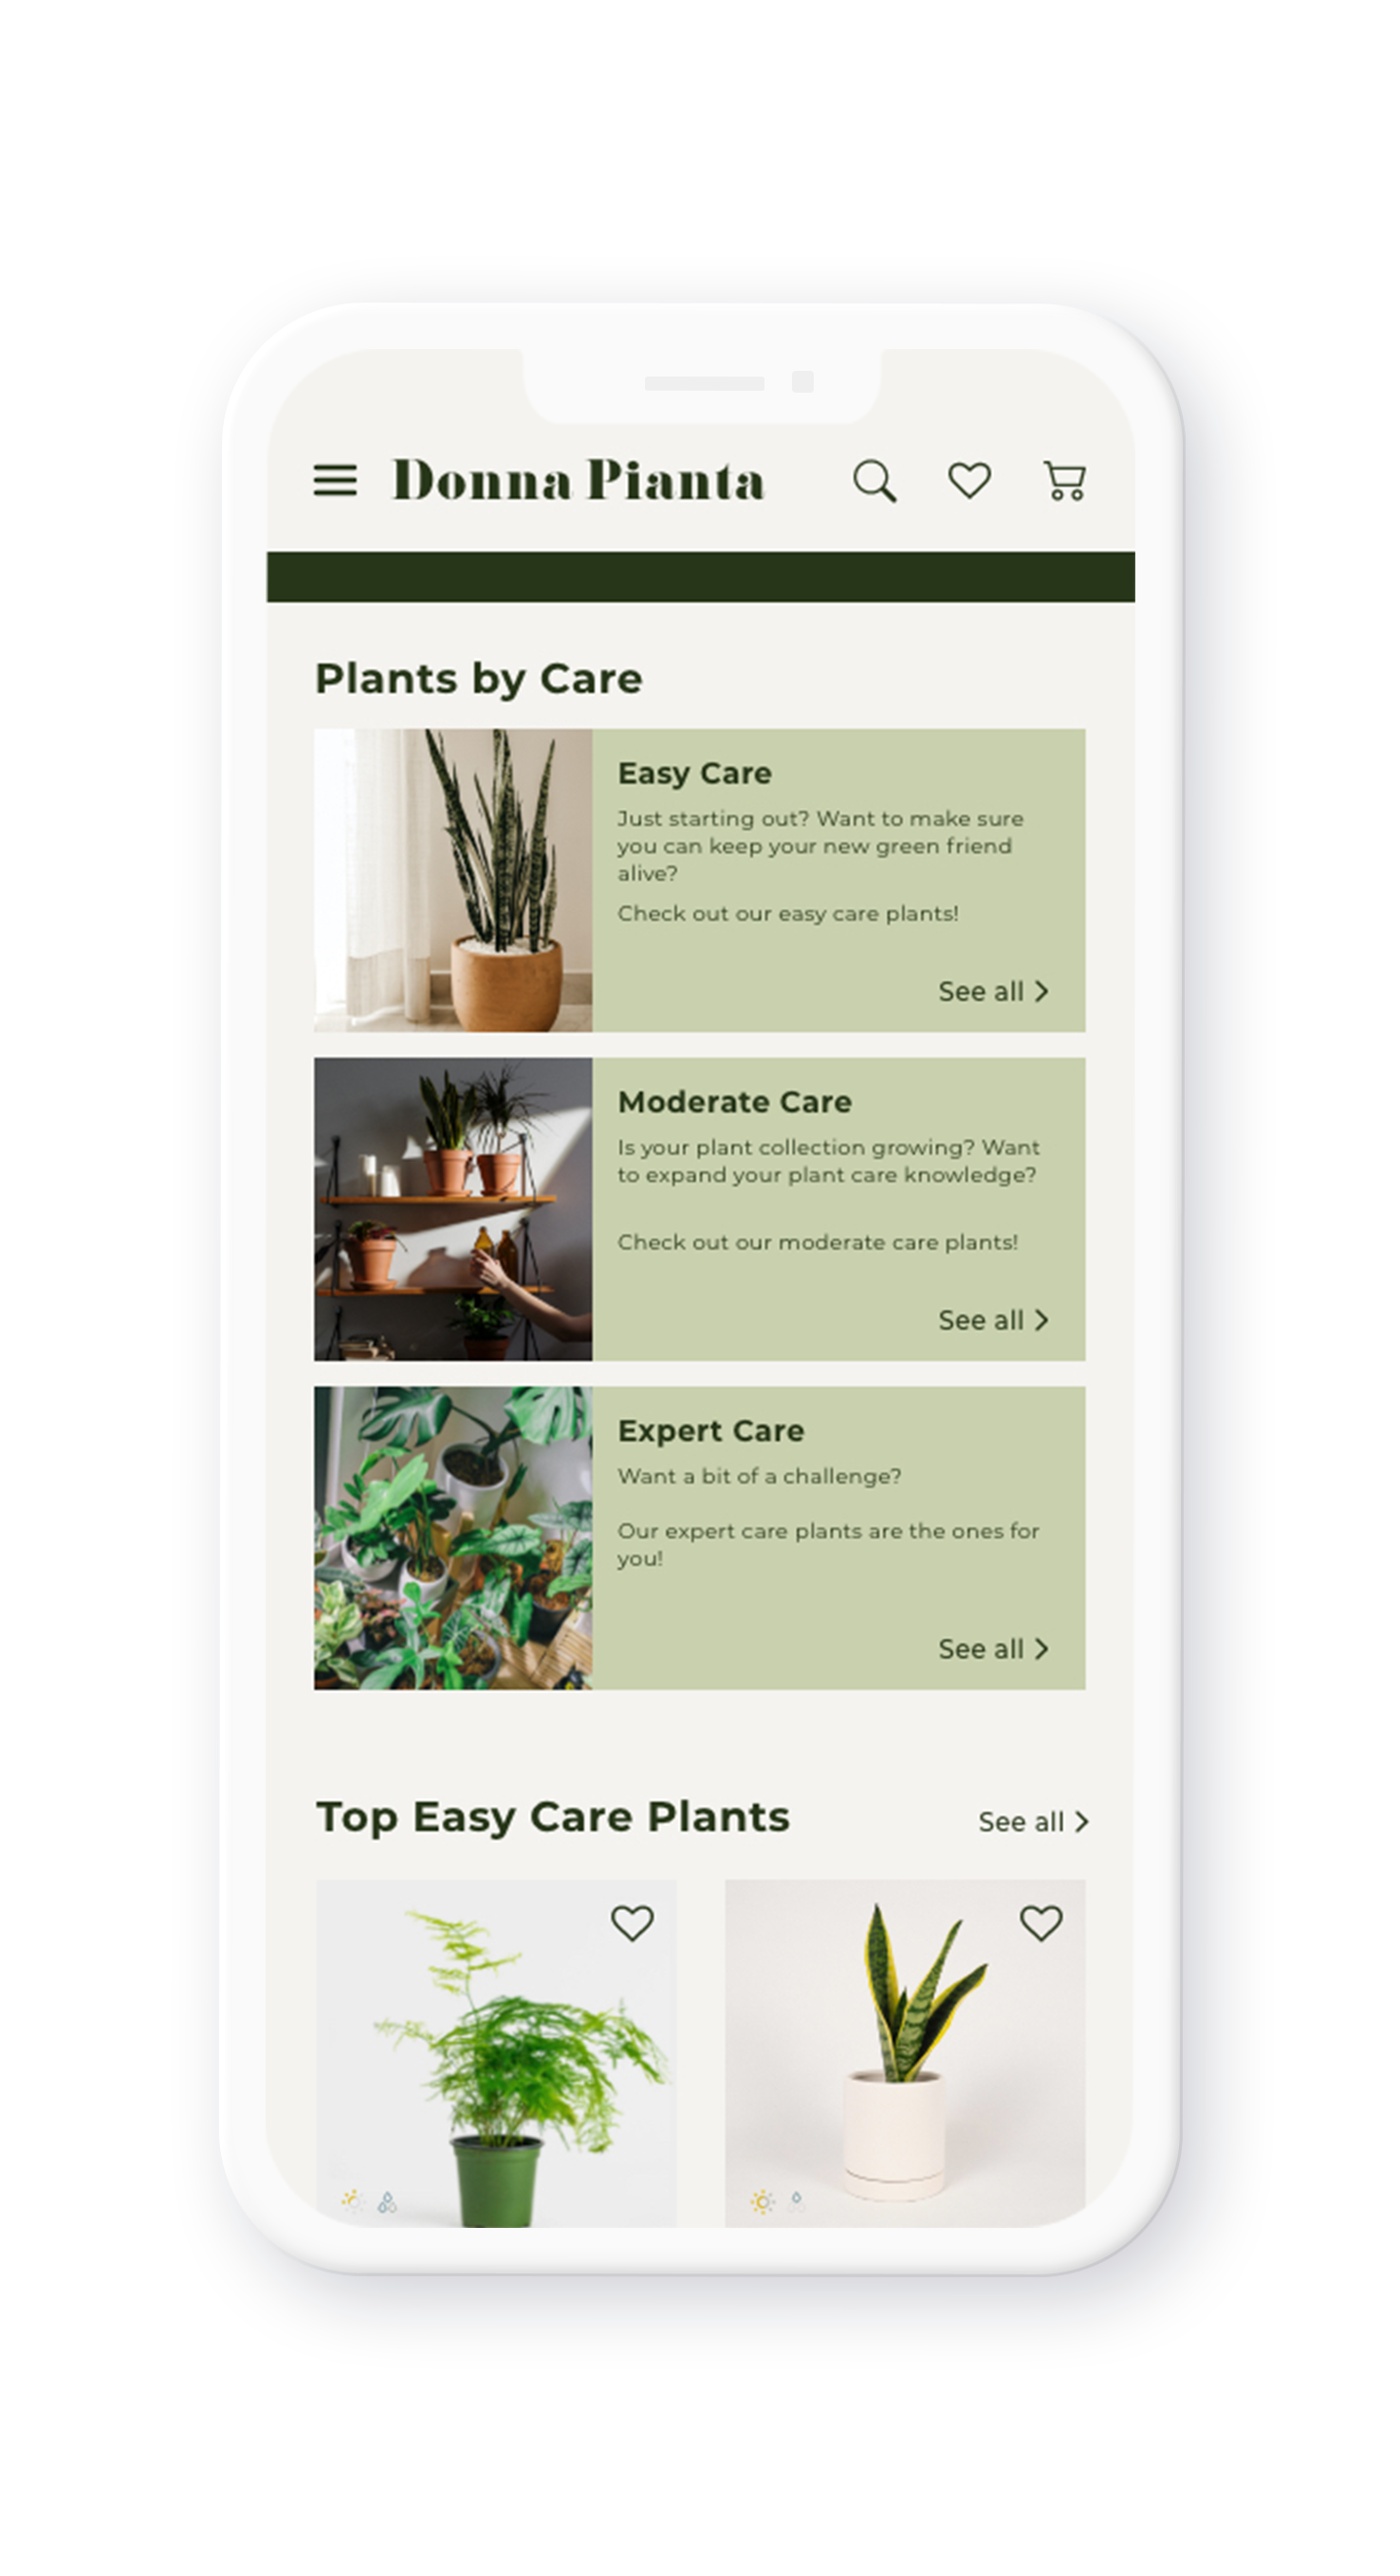 Donna Pianta
Plants by Care
Easy Care
Just starting out? Want to make sure
you can keep your new green friend
alive?
Check out our easy care plants!
See all
Moderate Care
Is your plant collection growing? Want
to expand your plant care knowledge?
Check out our moderate care plants!
See all
Expert Care
Want a bit of a challenge?
Our expert care plants are the ones for
you!
See all
Top Easy Care Plants
See all